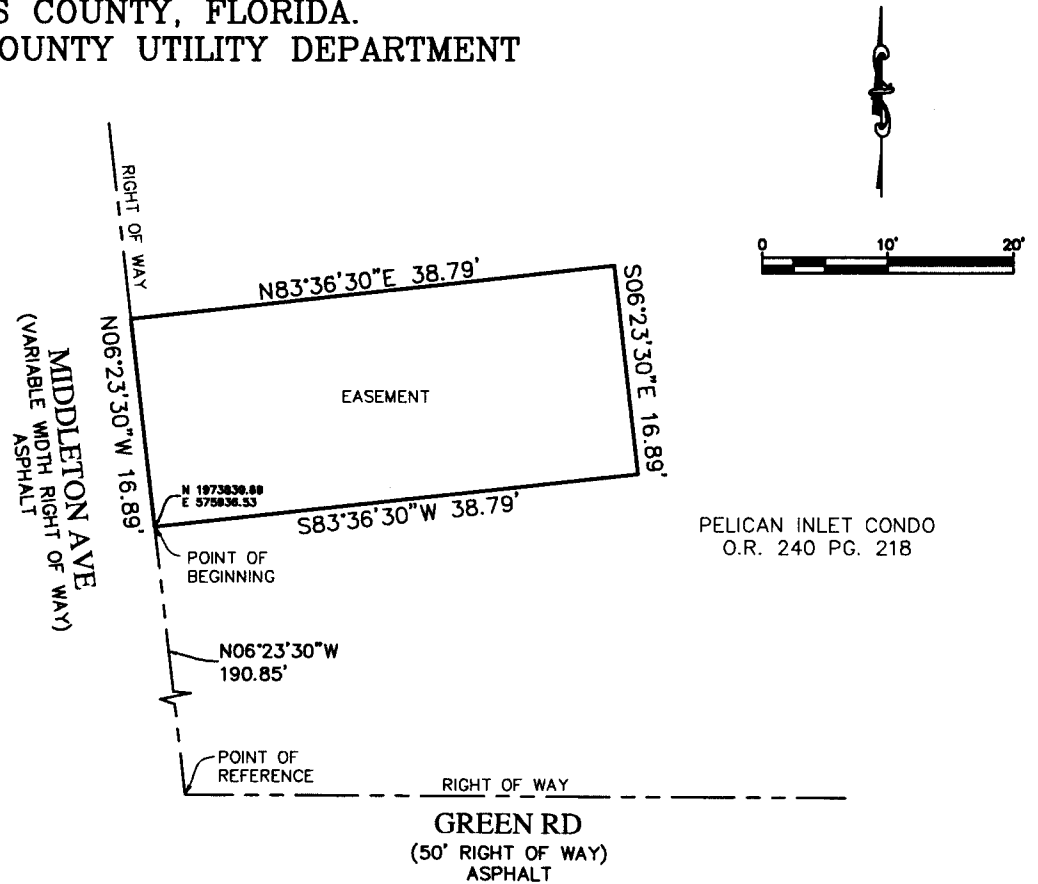 S COUNTY, FLORIDA.
OUNTY UTILITY DEPARTMENT
0 10' 20'
RIGHT OF WAY
N83°36'30"E 38.79'
S06°23'30"E 16.89'
N06°23'30"W 16.89'
EASEMENT
MIDDLETON AVE
(VARIABLE WIDTH RIGHT OF WAY)
ASPHALT
E 575936.53
S83°36'30"W 38.79'
POINT OF
BEGINNING
PELICAN INLET CONDO
O.R. 240 PG. 218
N06°23'30"W
190.85'
POINT OF
REFERENCE
RIGHT OF WAY
GREEN RD
(50' RIGHT OF WAY)
ASPHALT